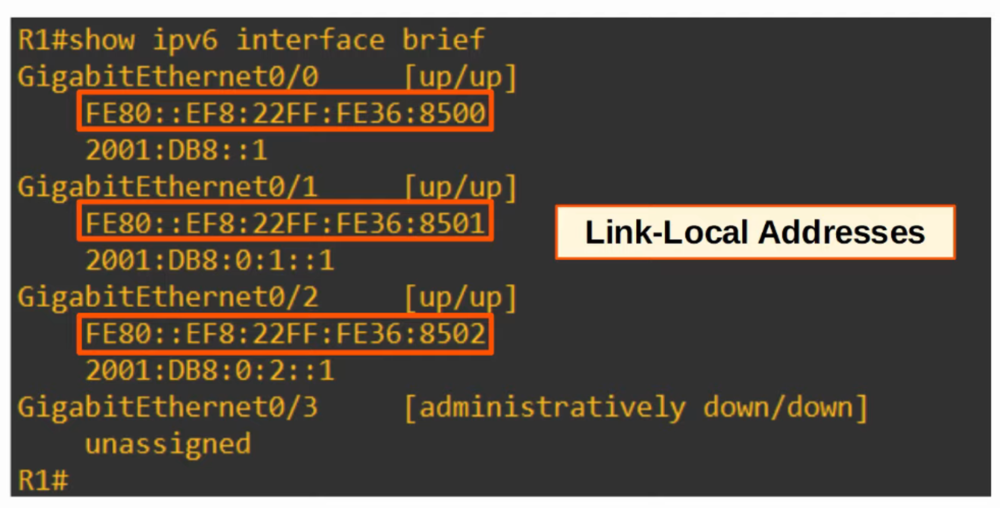 R1#show ipv6 interface brief
GigabitEthernet0/0 [up/up]
FE80::EF8:22FF:FE36:8500
2001:DB8::1
GigabitEthernet0/1 [up/up]
FE80::EF8:22FF:FE36:8501
Link-Local Addresses
2001:DB8:0:1::1
GigabitEthernet0/2 [up/up]
FE80::EF8:22FF:FE36:8502
2001:DB8:0:2::1
GigabitEthernet0/3 [administratively down/down]
unassigned
R1#